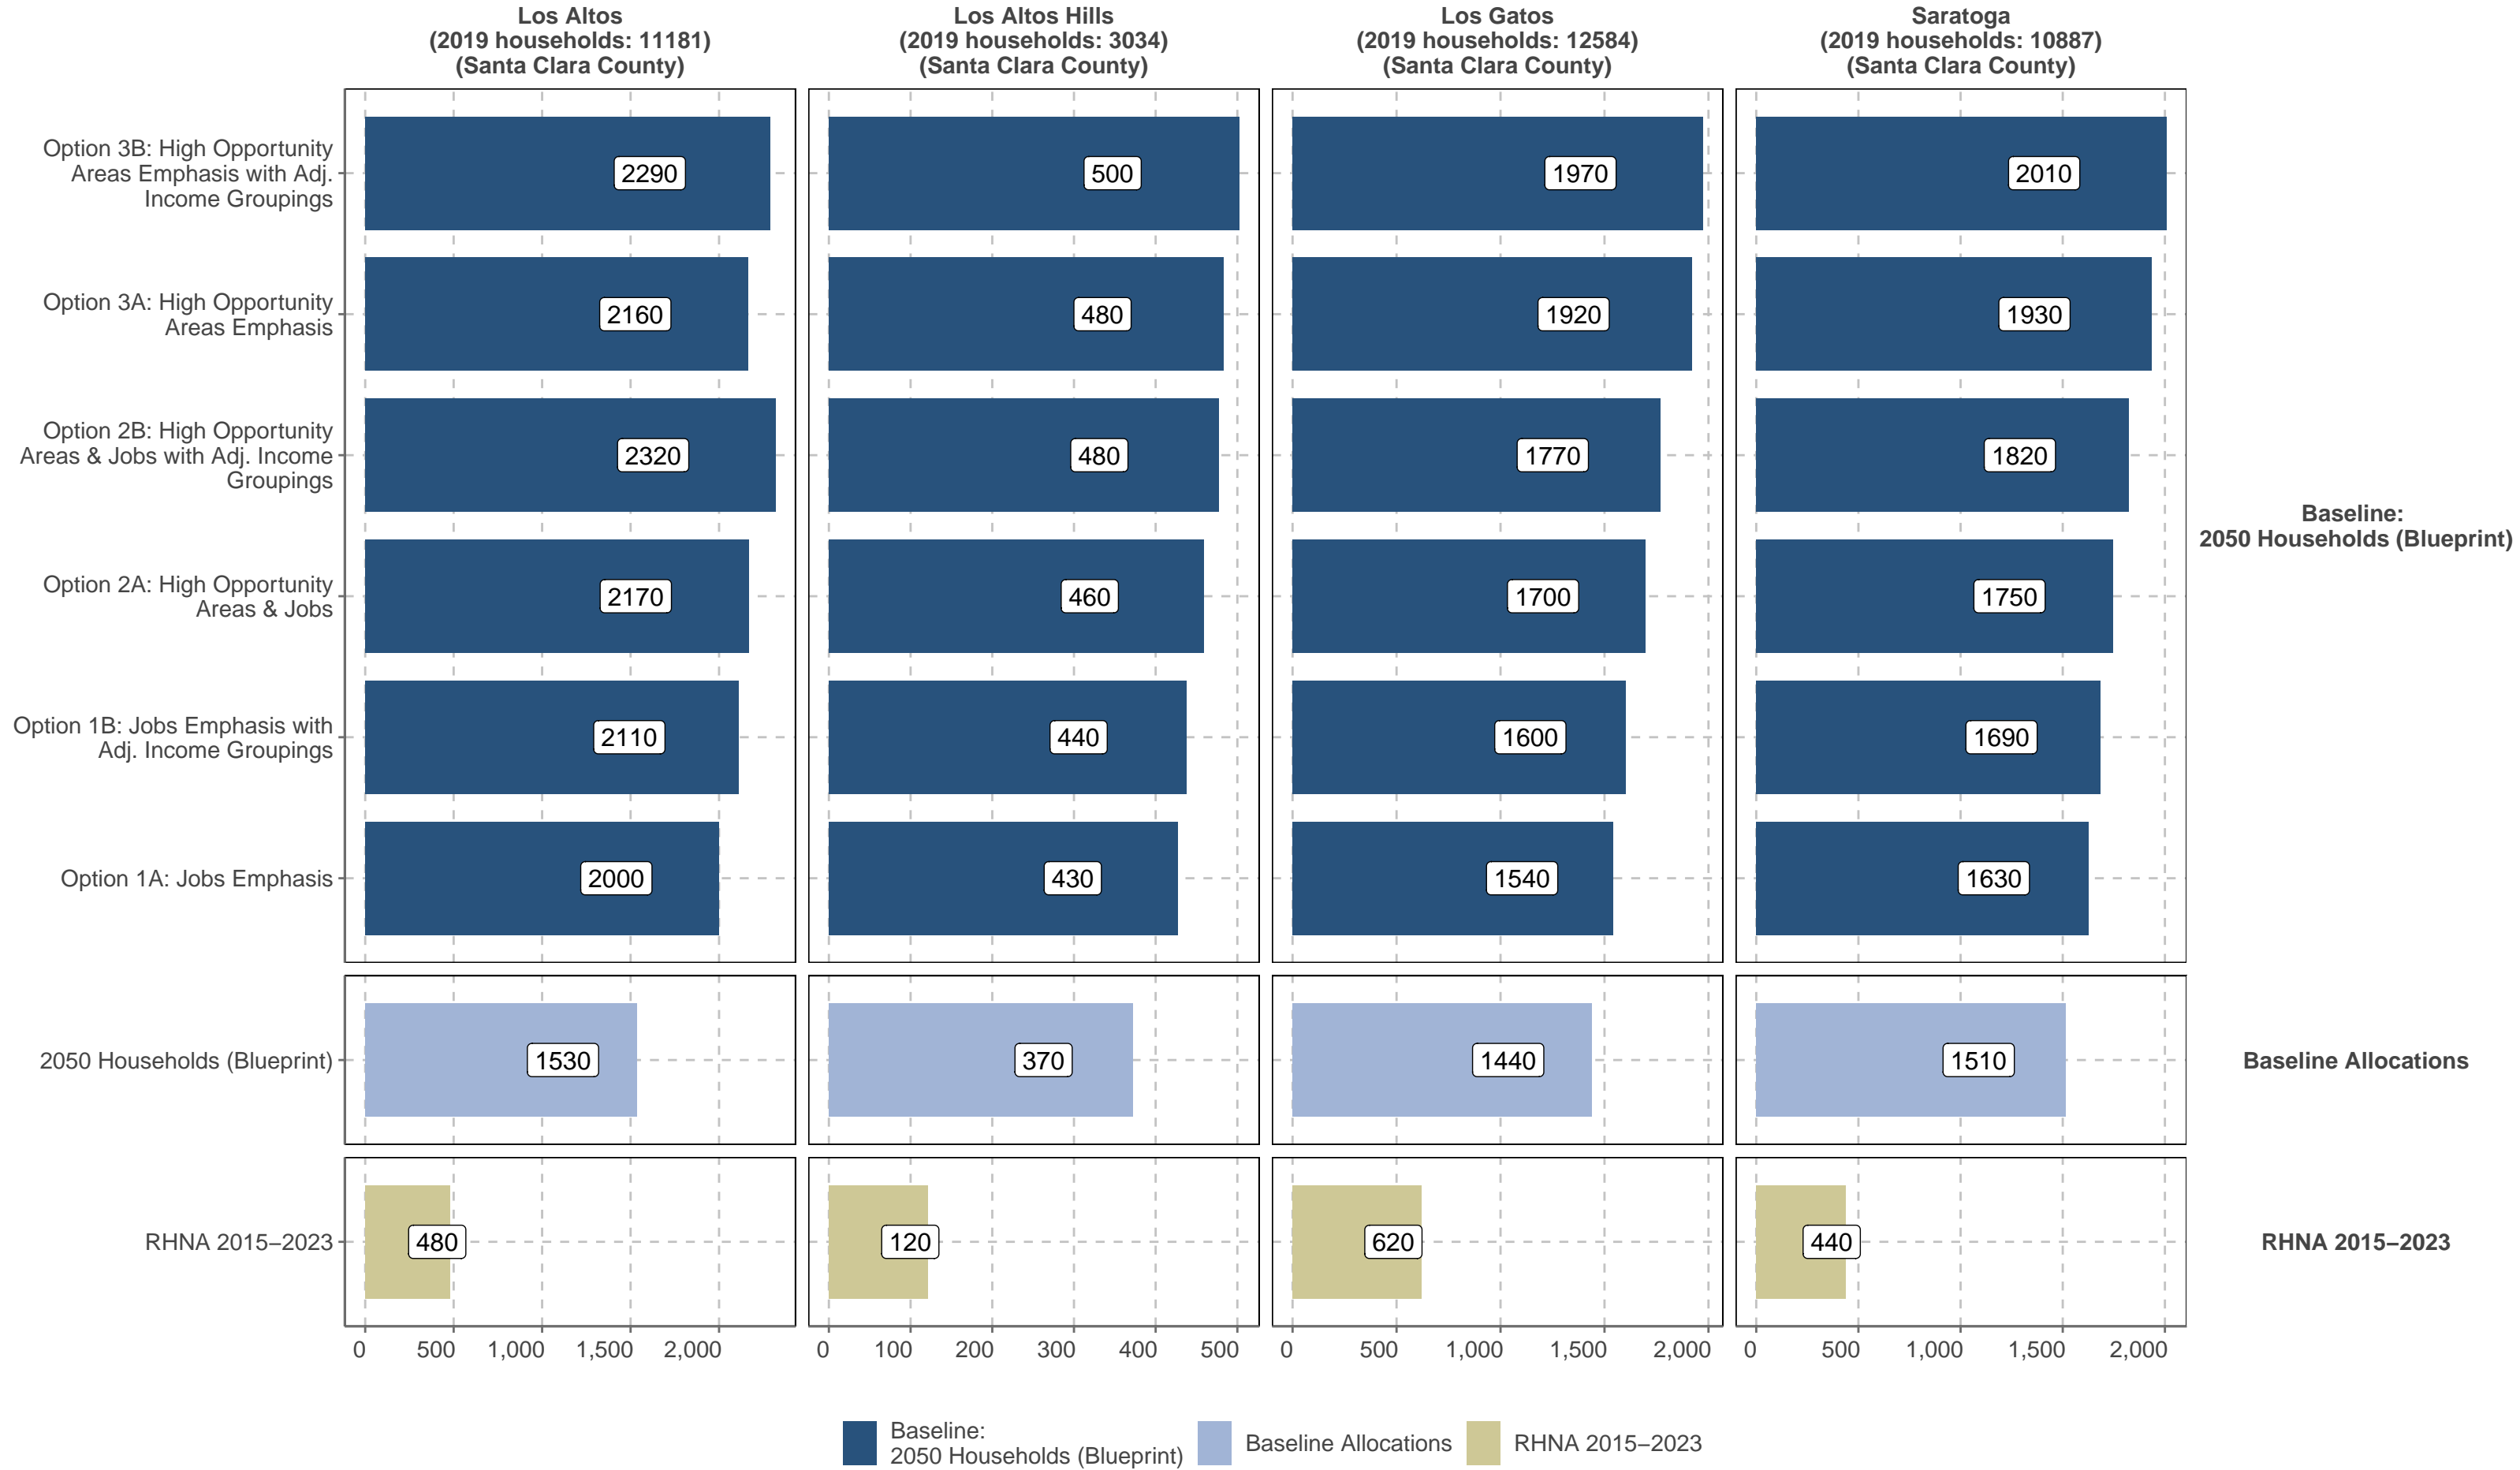 Los Altos
(2019 households: 11181)
(Santa Clara County)
Los Altos Hills
(2019 households: 3034)
(Santa Clara County)
Los Gatos
(2019 households: 12584)
(Santa Clara County)
Saratoga
(2019 households: 10887)
(Santa Clara County)
Option 3B: High Opportunity
Areas Emphasis with Adj.
Income Groupings
2290
500
1970
2010
Option 3A: High Opportunity
Areas Emphasis
2160
480
1920
1930
Option 2B: High Opportunity
Areas & Jobs with Adj. Income
Groupings
2320
480
1770
1820
Baseline:
2050 Households (Blueprint)
Option 2A: High Opportunity
Areas & Jobs
2170
460
1700
1750
Option 1B: Jobs Emphasis with
Adj. Income Groupings
2110
440
1600
1690
Option 1A: Jobs Emphasis
2000
430
1540
1630
2050 Households (Blueprint)
1530
370
1440
1510
Baseline Allocations
RHNA 2015−2023
480
120
620
440
RHNA 2015−2023
0 500 1,000 1,500 2,000
0 100 200 300 400 500
0 500 1,000 1,500 2,000
0 500 1,000 1,500 2,000
Baseline:
2050 Households (Blueprint)
Baseline Allocations
RHNA 2015−2023